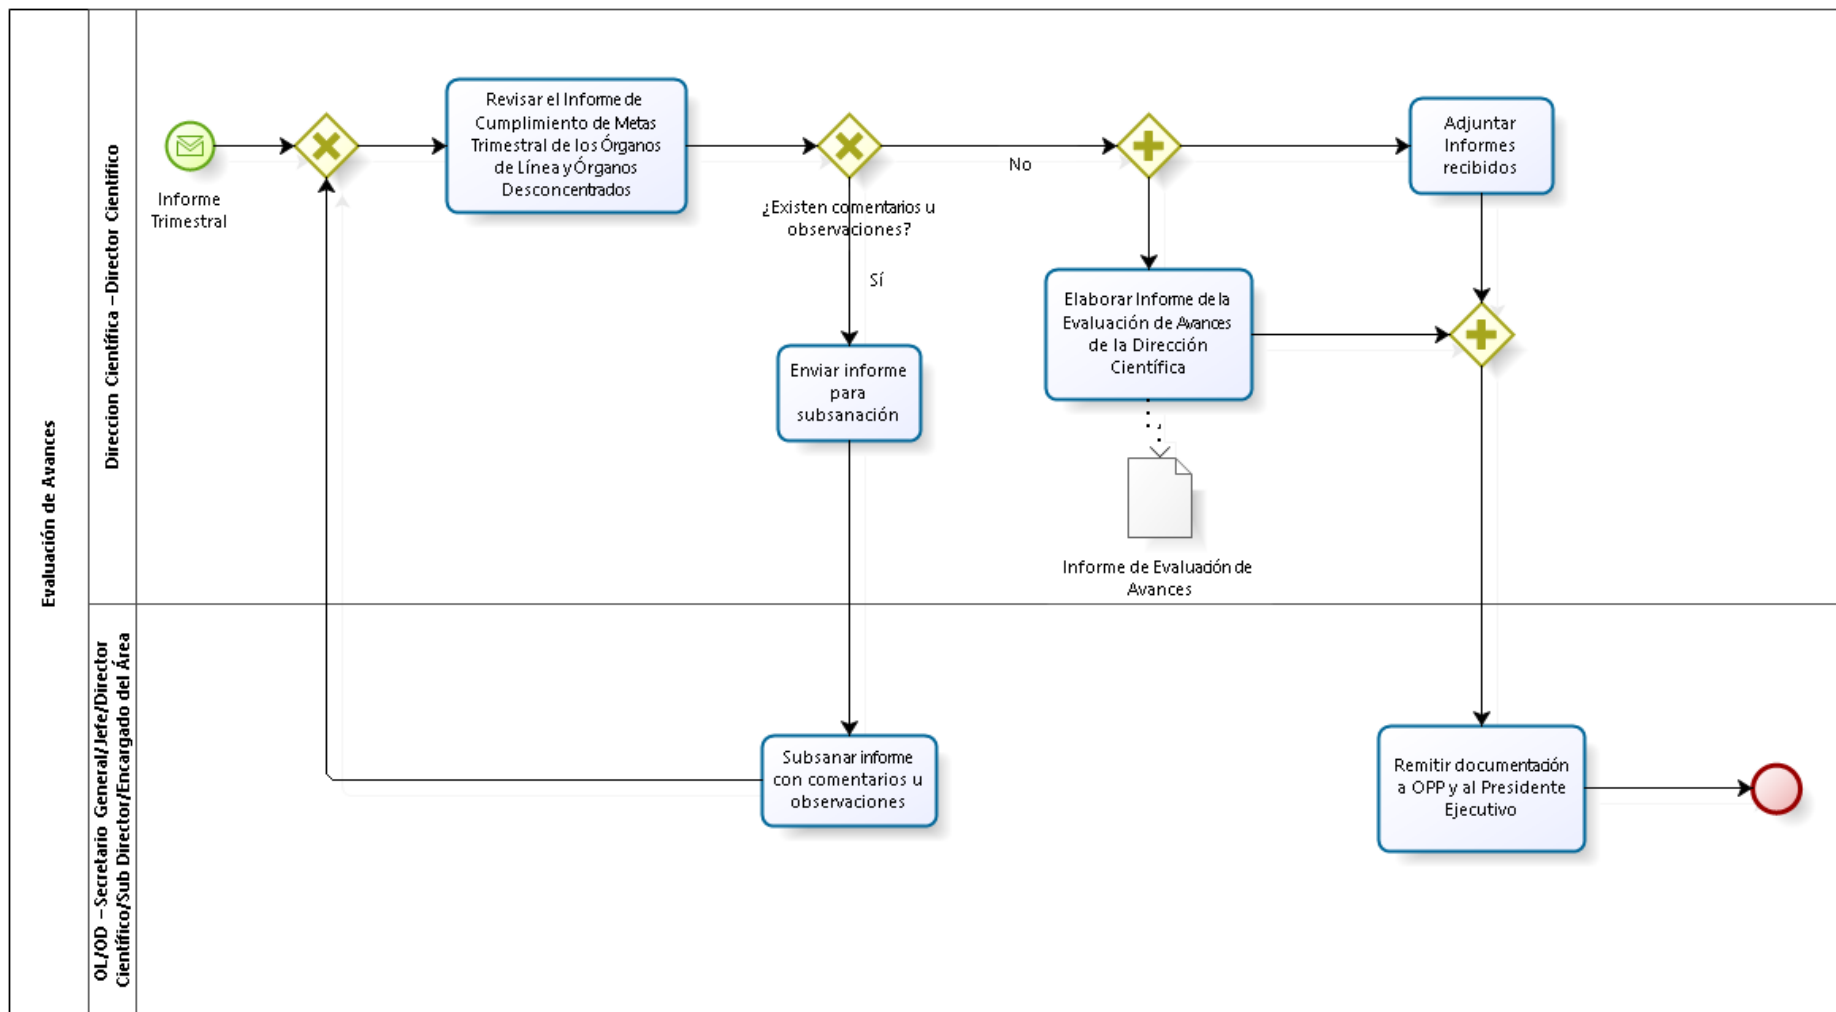 Evaluación de Avances
Dirección Científica – Director Científico
Informe
Trimestral
Revisar el Informe de
Cumplimiento de Metas
Trimestral de los Órganos
de Línea y Órganos
Desconcentrados
¿Existen comentarios u
observaciones?
No
Sí
Adjuntar
Informes
recibidos
Elaborar Informe de la
Evaluación de Avances
de la Dirección
Científica
Enviar informe
para
subsanación
Informe de Evaluación de
Avances
OL/OD – Secretario General/Jefe/Director
Científico/Sub Director/Encargado del Área
Subsanar informe
con comentarios u
observaciones
Remitir documentación
a OPP y al Presidente
Ejecutivo